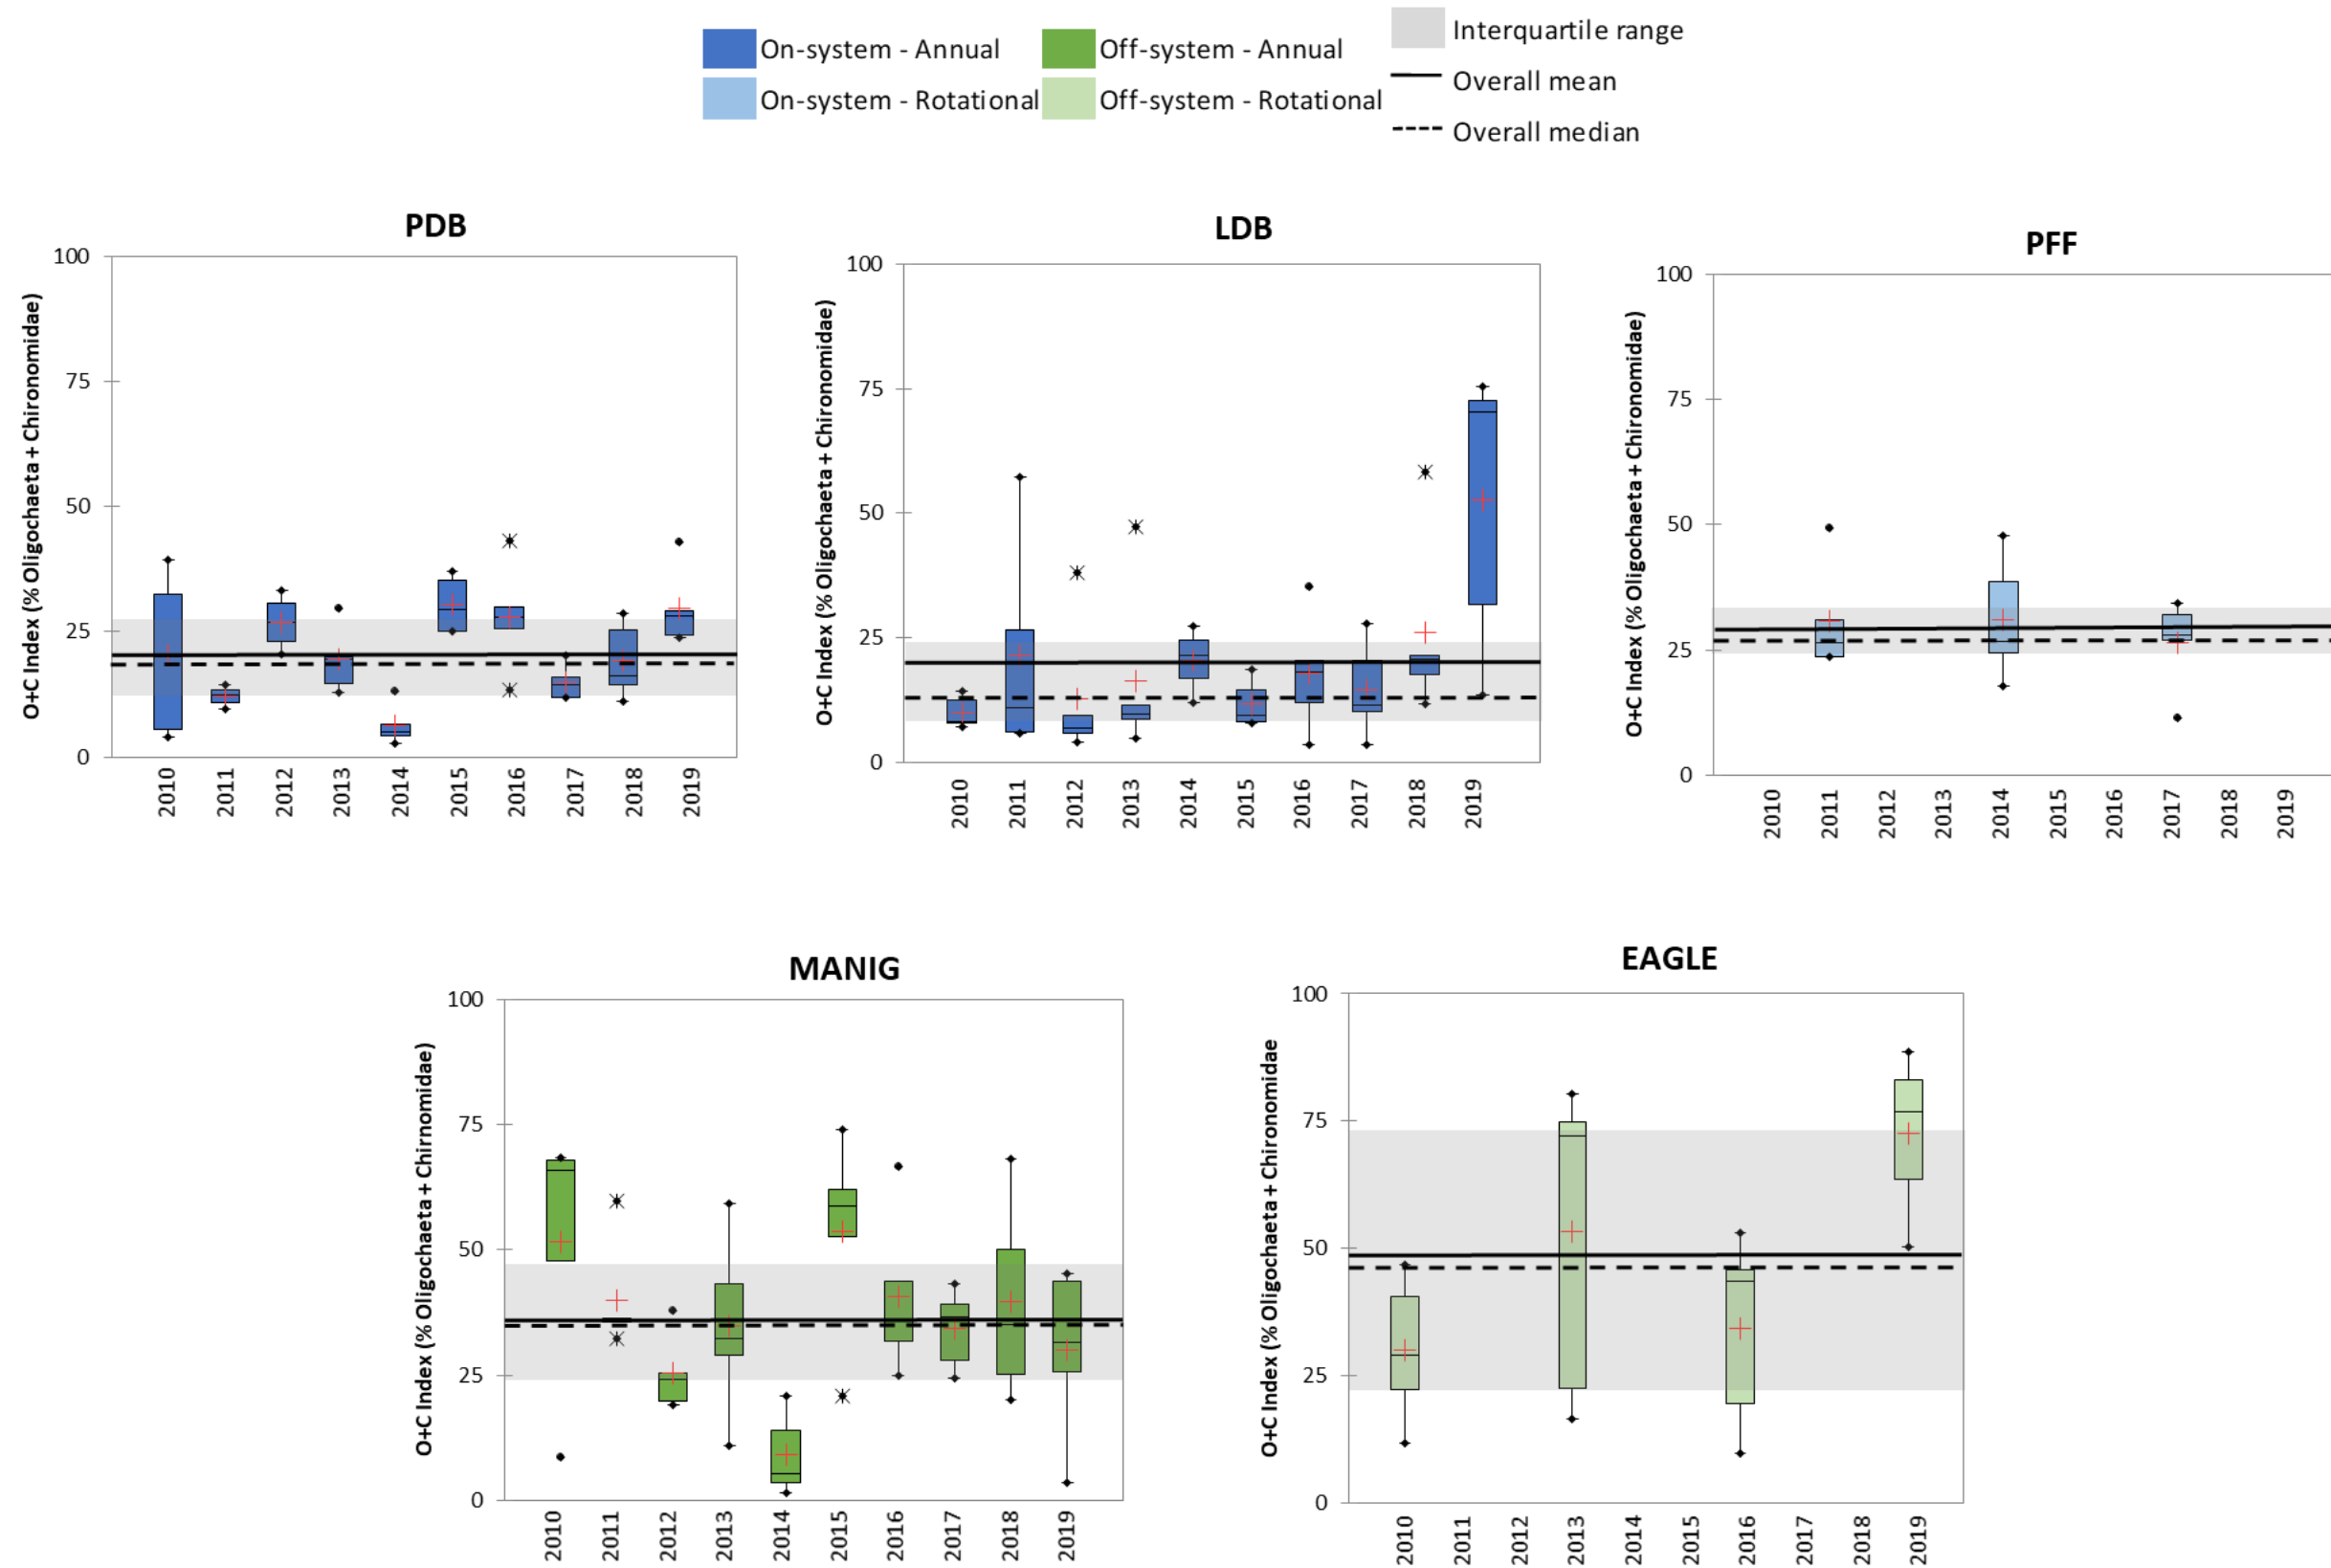 On-system - Annual
Off-system - Annual
Interquartile range
On-system - Rotational
Off-system - Rotational
Overall mean
Overall median
PDB
O+C Index (% Oligochaeta + Chironomidae)
100
75
50
25
0
2010 2011 2012 2013 2014 2015 2016 2017 2018 2019
LDB
O+C Index (% Oligochaeta + Chironomidae)
100
75
50
25
0
2010 2011 2012 2013 2014 2015 2016 2017 2018 2019
PFF
O+C Index (% Oligochaeta + Chironomidae)
100
75
50
25
0
2010 2011 2012 2013 2014 2015 2016 2017 2018 2019
MANIG
O+C Index (% Oligochaeta + Chirnomidae)
100
75
50
25
0
2010 2011 2012 2013 2014 2015 2016 2017 2018 2019
EAGLE
O+C Index (% Oligochaeta + Chironomidae
100
75
50
25
0
2010 2011 2012 2013 2014 2015 2016 2017 2018 2019